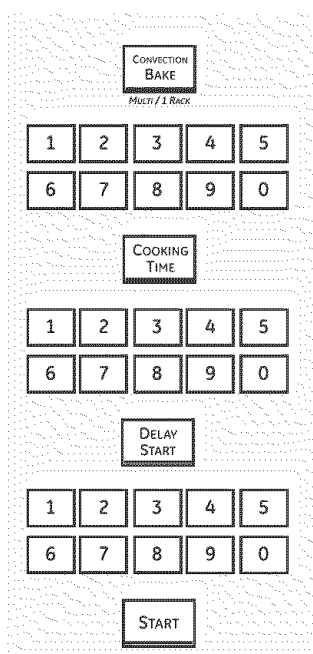 CONVECTION
BAKE
MULTI / 1 RACK
1 2 3 4 5
6 7 8 9 0
COOKING
TIME
1 2 3 4 5
6 7 8 9 0
DELAY
START
1 2 3 4 5
6 7 8 9 0
START